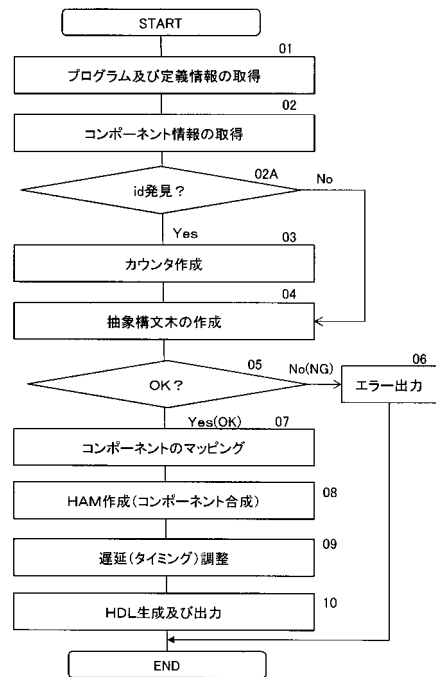 START
01
プログラム及び定義情報の取得
02
コンポーネント情報の取得
02A
id発見？
No
Yes
03
カウンタ作成
04
抽象構文木の作成
05
OK？
No(NG)
06
エラー出力
Yes(OK)
07
コンポーネントのマッピング
08
HAM作成(コンポーネント合成)
09
遅延(タイミング)調整
10
HDL生成及び出力
END